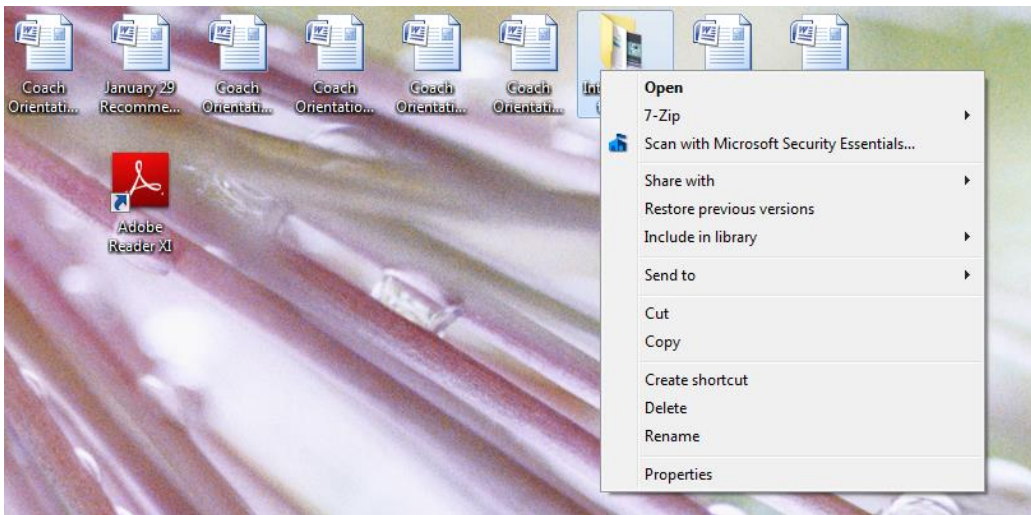 Coach
Orientati...
January 29
Recomme...
Coach
Orientati...
Coach
Orientatio...
Coach
Orientati...
Coach
Orientati...
Adobe
Reader XI
Open
7-Zip
Scan with Microsoft Security Essentials...
Share with
Restore previous versions
Include in library
Send to
Cut
Copy
Create shortcut
Delete
Rename
Properties